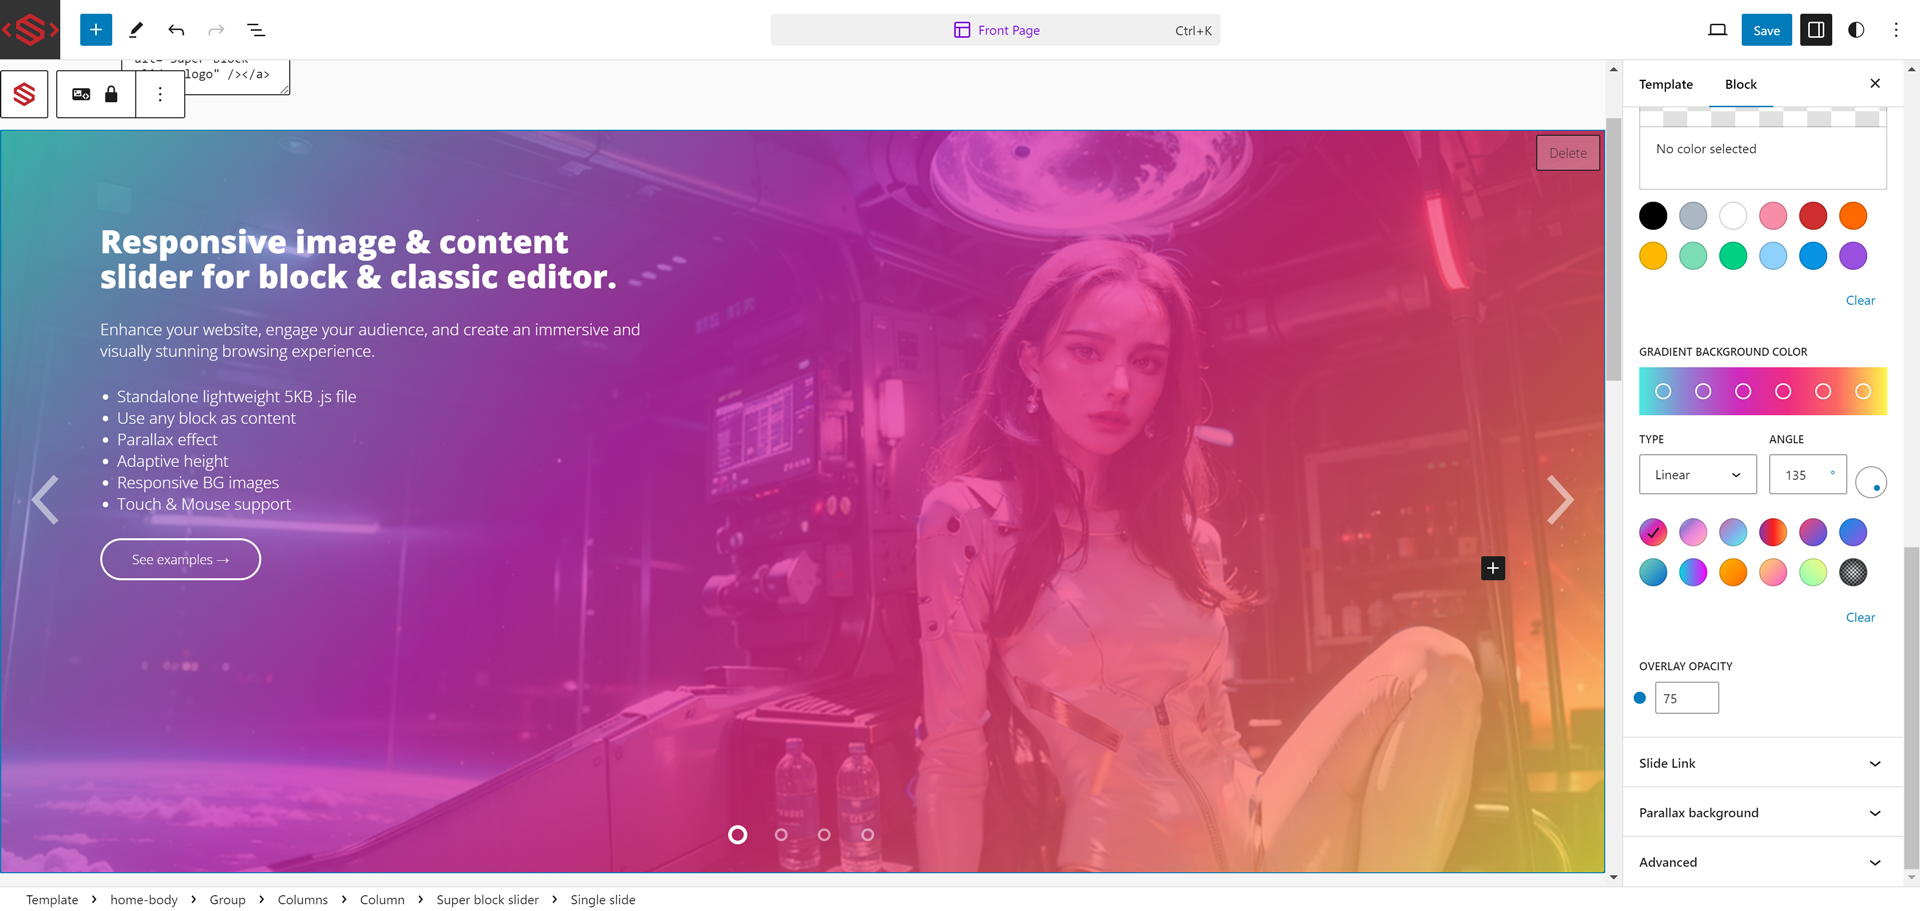 Front Page
Ctrl+K
Save
logo" /></a>
Template
Block
Delete
No color selected
Responsive image & content
slider for block & classic editor.
Enhance your website, engage your audience, and create an immersive and
visually stunning browsing experience.
Standalone lightweight 5KB .js file
Use any block as content
Parallax effect
Adaptive height
Responsive BG images
Touch & Mouse support
See examples →
Clear
GRADIENT BACKGROUND COLOR
TYPE
ANGLE
Linear
135 °
Clear
OVERLAY OPACITY
75
Slide Link
Parallax background
Advanced
Template > home-body > Group > Columns > Column > Super block slider > Single slide